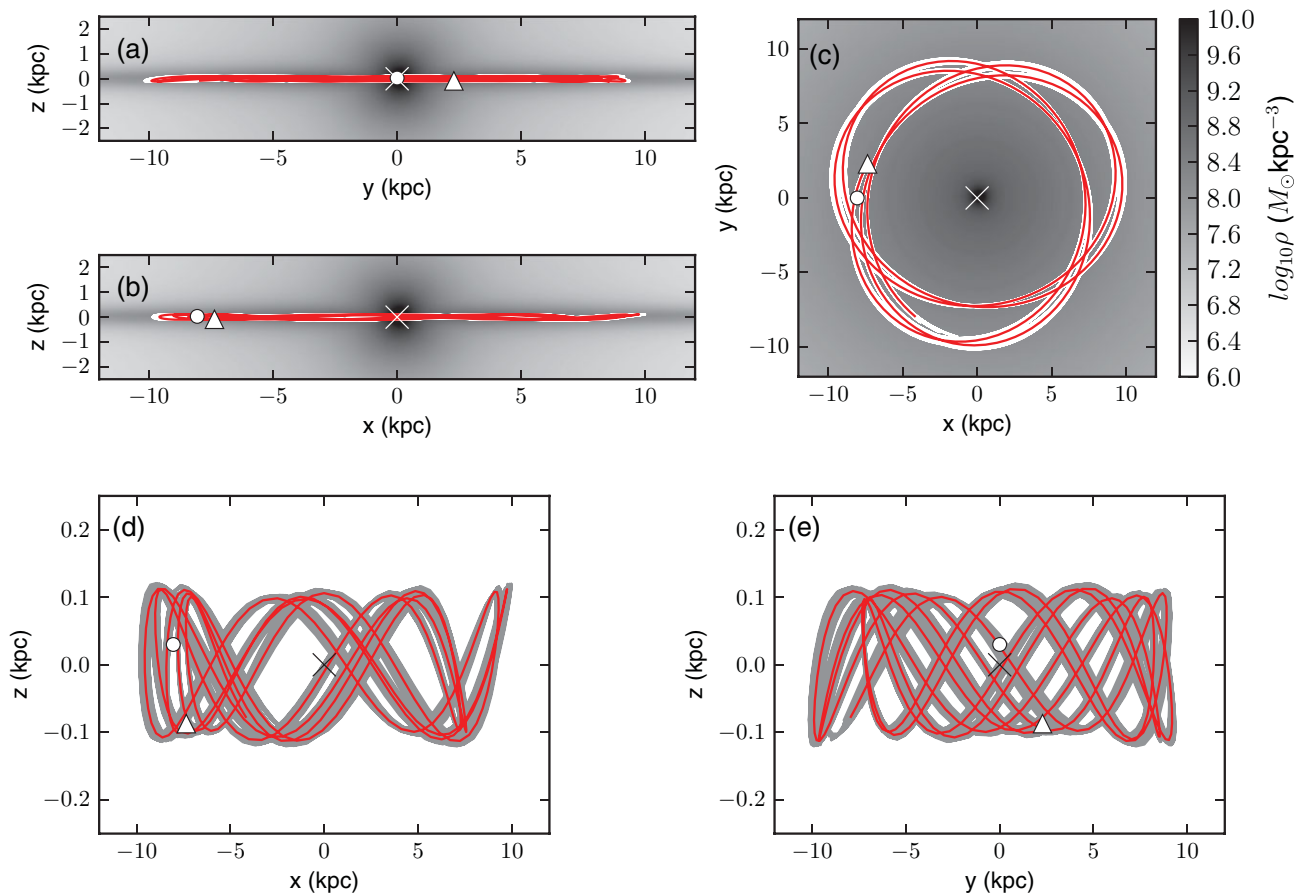 (a)
z (kpc)
2
1
0
−1
−2
−10 −5 0 5 10
y (kpc)
(b)
z (kpc)
2
1
0
−1
−2
−10 −5 0 5 10
x (kpc)
(c)
y (kpc)
10
5
0
−5
−10
−10 −5 0 5 10
x (kpc)
10.0
9.6
9.2
8.8
8.4
8.0
7.6
7.2
6.8
6.4
6.0
log₁₀ρ (M⊙kpc⁻³)
(d)
z (kpc)
0.2
0.1
0.0
−0.1
−0.2
−10 −5 0 5 10
x (kpc)
(e)
z (kpc)
0.2
0.1
0.0
−0.1
−0.2
−10 −5 0 5 10
y (kpc)